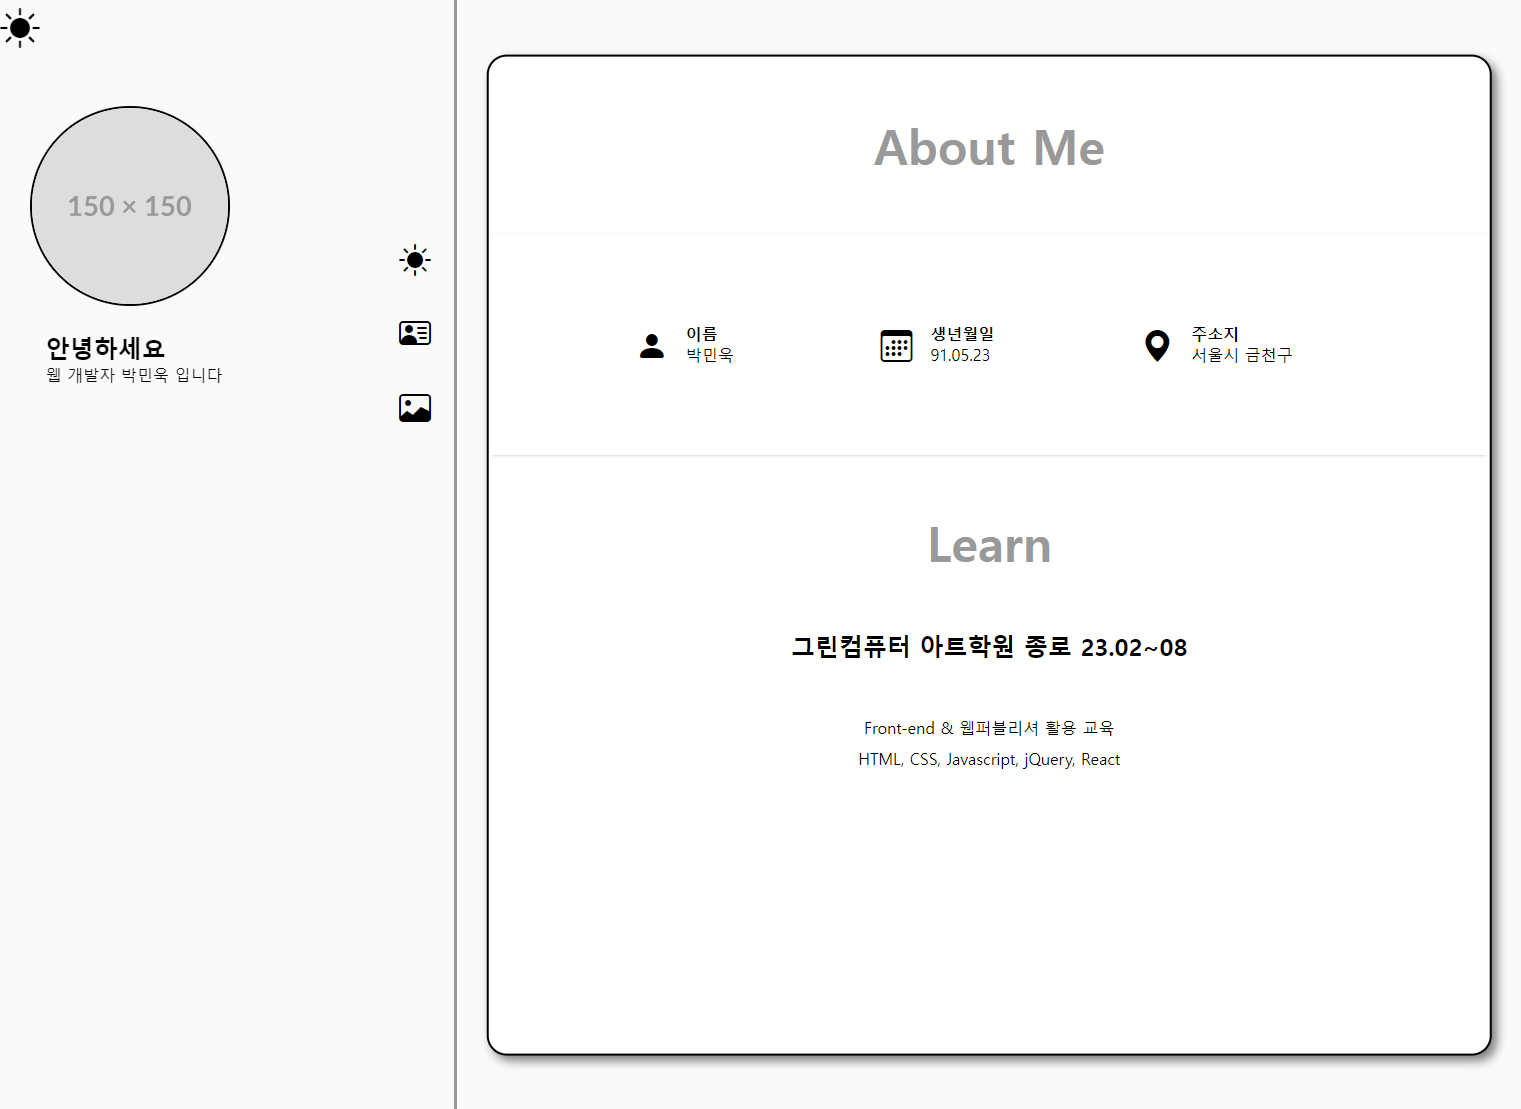 150 × 150
안녕하세요
웹 개발자 박민욱 입니다
About Me
이름
박민욱
생년월일
91.05.23
주소지
서울시 금천구
Learn
그린컴퓨터 아트학원 종로 23.02~08
Front-end & 웹퍼블리셔 활용 교육
HTML, CSS, Javascript, jQuery, React